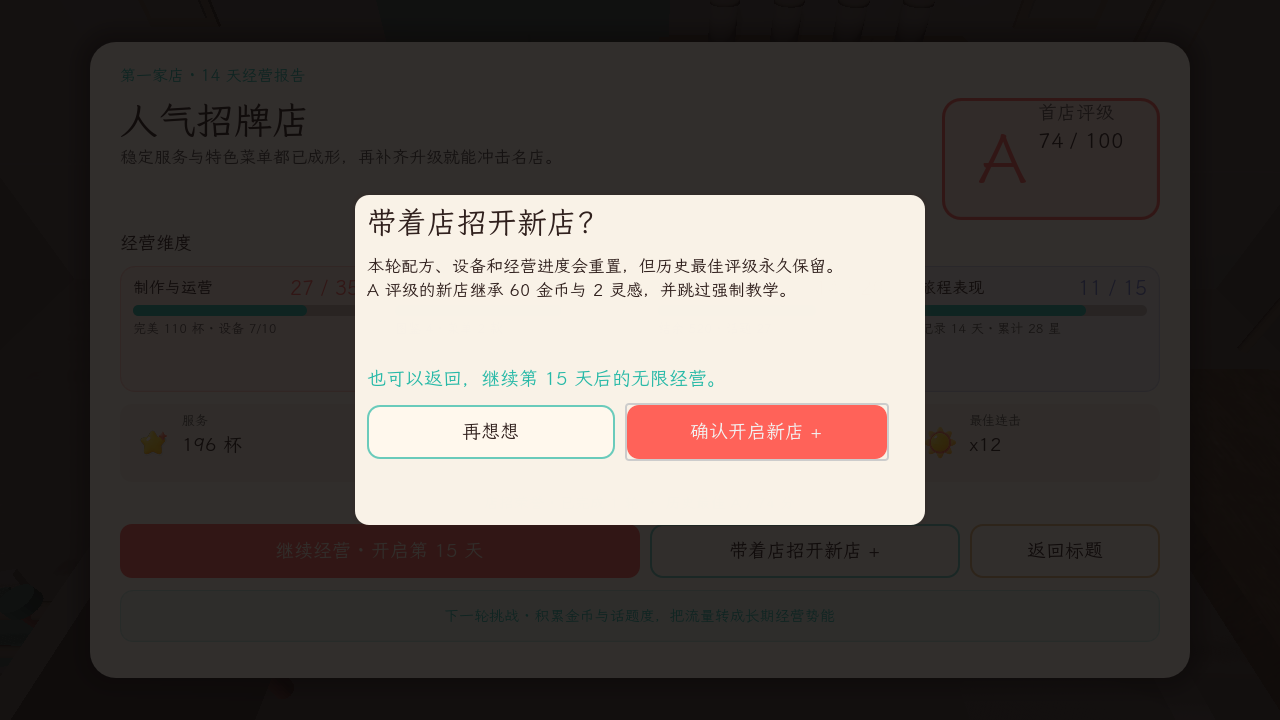 第一家店·14 天经营报告
人气招牌店
稳定服务与特色菜单都已成形，再补齐升级就能冲击名店。
首店评级
A
74 / 100
经营维度
制作与运营
27 / 35
完美 110 杯·设备 7/10
旅程表现
11 / 15
记录 14 天·累计 28 星
服务
196 杯
最佳连击
x12
带着店招开新店？
本轮配方、设备和经营进度会重置，但历史最佳评级永久保留。
A 评级的新店继承 60 金币与 2 灵感，并跳过强制教学。
也可以返回，继续第 15 天后的无限经营。
再想想
确认开启新店 +
继续经营·开启第 15 天
带着店招开新店 +
返回标题
下一轮挑战·积累金币与话题度，把流量转成长期经营势能